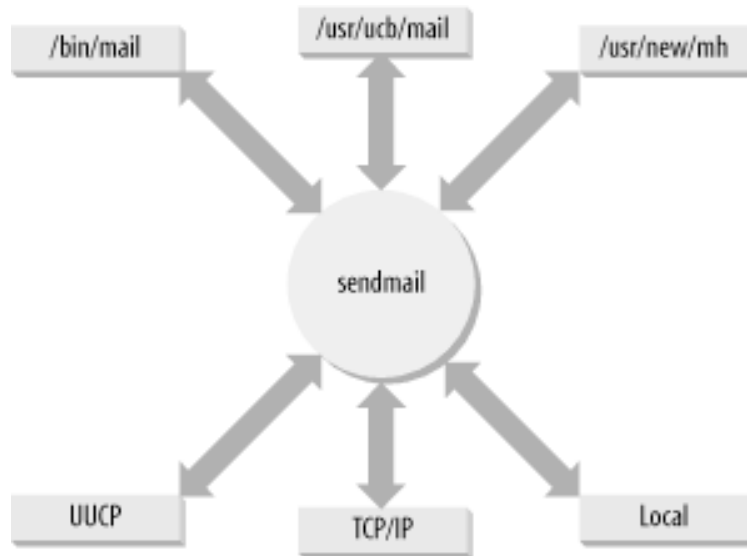 /bin/mail
/usr/ucb/mail
/usr/new/mh
sendmail
UUCP
TCP/IP
Local